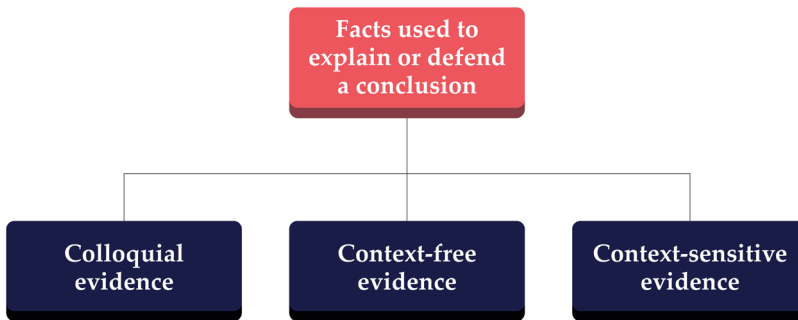 Facts used to
explain or defend
a conclusion
Colloquial
evidence
Context-free
evidence
Context-sensitive
evidence